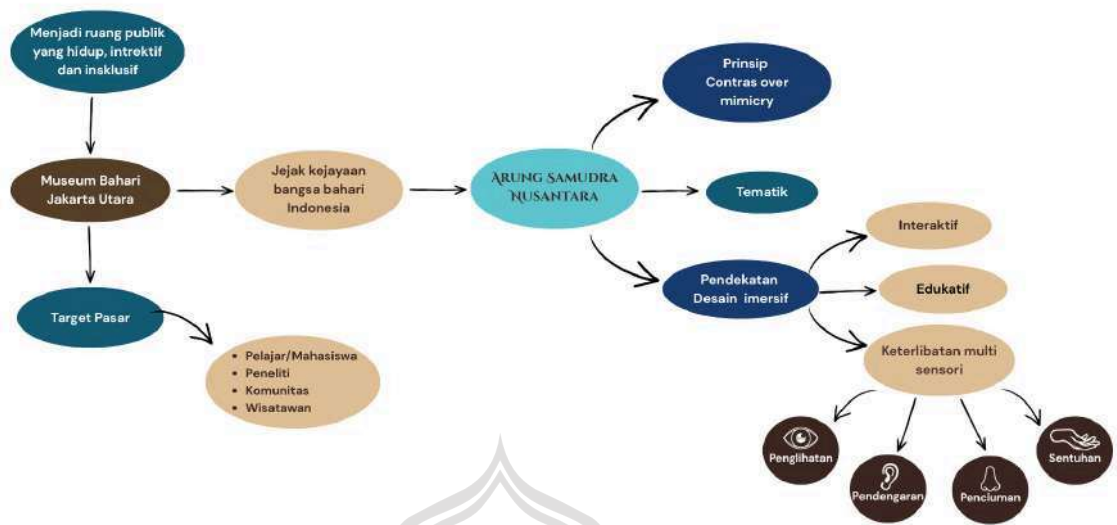 Menjadi ruang publik
yang hidup, intrektif
dan insklusif
Museum Bahari
Jakarta Utara
Target Pasar
• Pelajar/Mahasiswa
• Peneliti
• Komunitas
• Wisatawan
Jejak kejayaan
bangsa bahari
Indonesia
ARUNG SAMUDRA
NUSANTARA
Prinsip
Contras over
mimicry
Tematik
Pendekatan
Desain imersif
Interaktif
Edukatif
Keterlibatan multi
sensori
Penglihatan
Pendengaran
Penciuman
Sentuhan